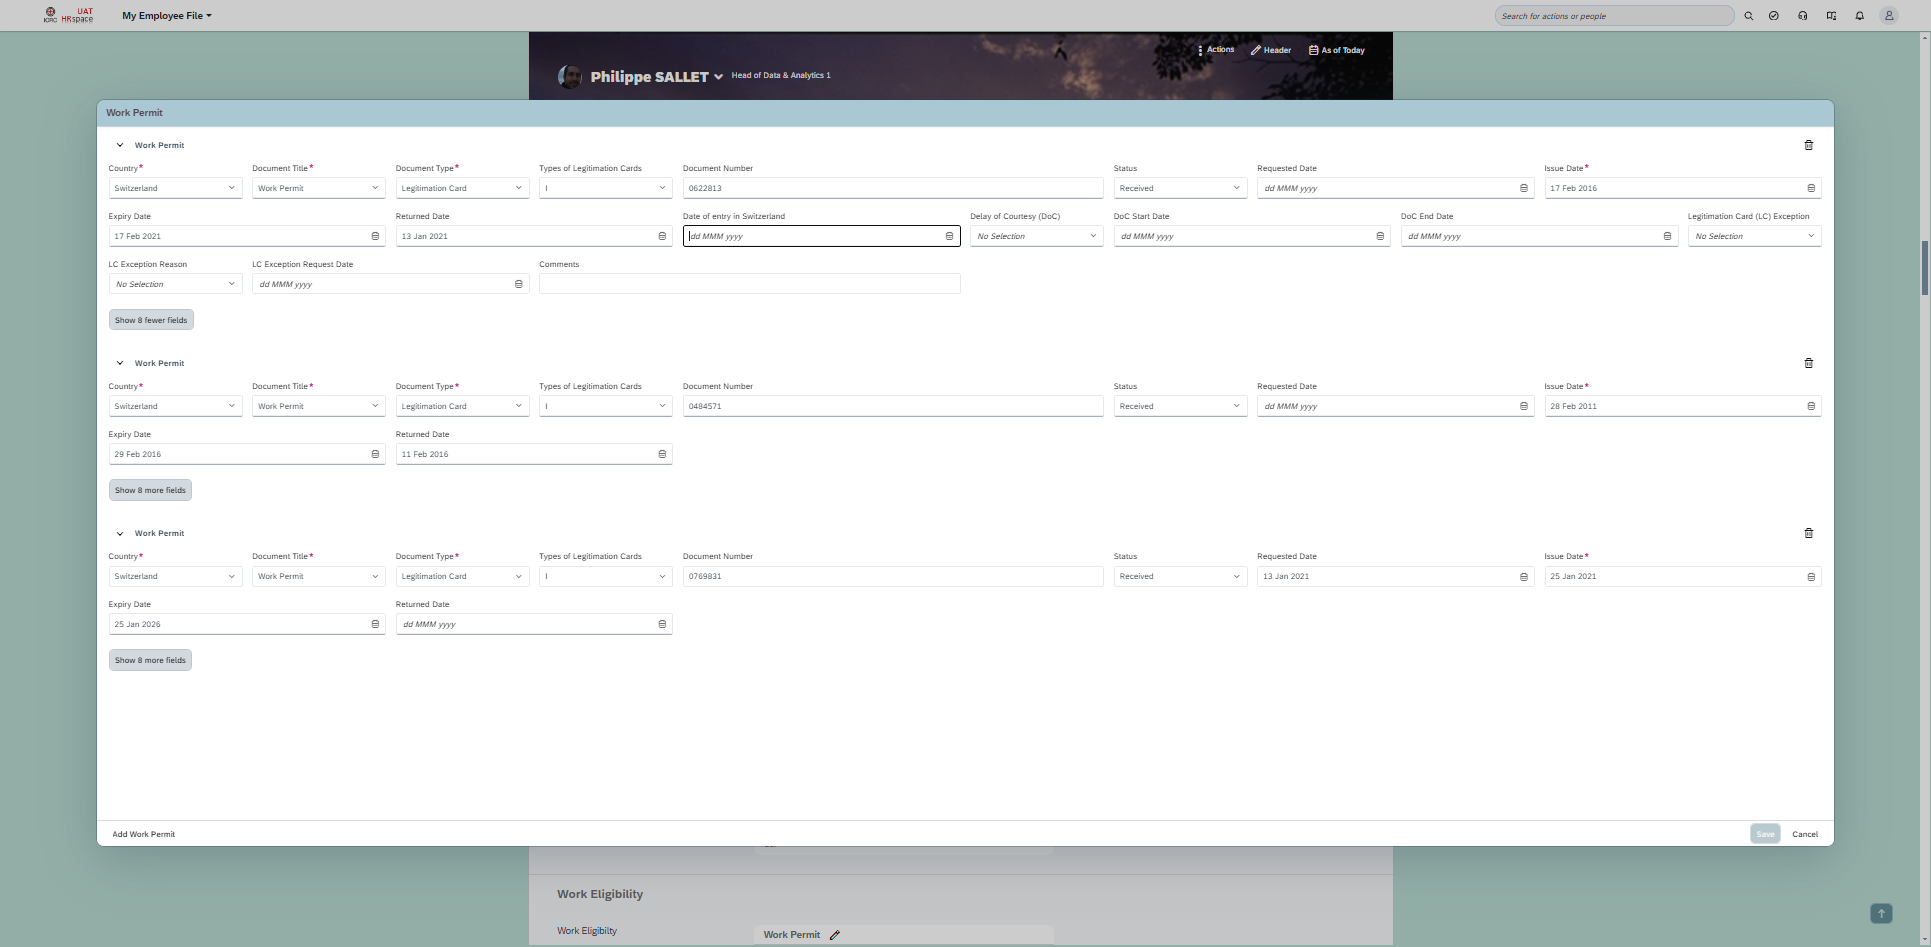 UAT
ICRC HRspace
My Employee File
Search for actions or people
Actions
Header
As of Today
Philippe SALLET
Head of Data & Analytics 1
Work Permit
Work Permit
Country* Document Title* Document Type* Types of Legitimation Cards Document Number Status Requested Date Issue Date*
Switzerland Work Permit Legitimation Card I 0622813 Received dd MMM yyyy 17 Feb 2016
Expiry Date Returned Date Date of entry in Switzerland Delay of Courtesy (DoC) DoC Start Date DoC End Date Legitimation Card (LC) Exception
17 Feb 2021 13 Jan 2021 dd MMM yyyy No Selection dd MMM yyyy dd MMM yyyy No Selection
LC Exception Reason LC Exception Request Date Comments
No Selection dd MMM yyyy
Show 8 fewer fields
Work Permit
Country* Document Title* Document Type* Types of Legitimation Cards Document Number Status Requested Date Issue Date*
Switzerland Work Permit Legitimation Card I 0484571 Received dd MMM yyyy 28 Feb 2011
Expiry Date Returned Date
29 Feb 2016 11 Feb 2016
Show 8 more fields
Work Permit
Country* Document Title* Document Type* Types of Legitimation Cards Document Number Status Requested Date Issue Date*
Switzerland Work Permit Legitimation Card I 0769831 Received 13 Jan 2021 25 Jan 2021
Expiry Date Returned Date
25 Jan 2026 dd MMM yyyy
Show 8 more fields
Add Work Permit
Save
Cancel
Work Eligibility
Work Eligibilty
Work Permit